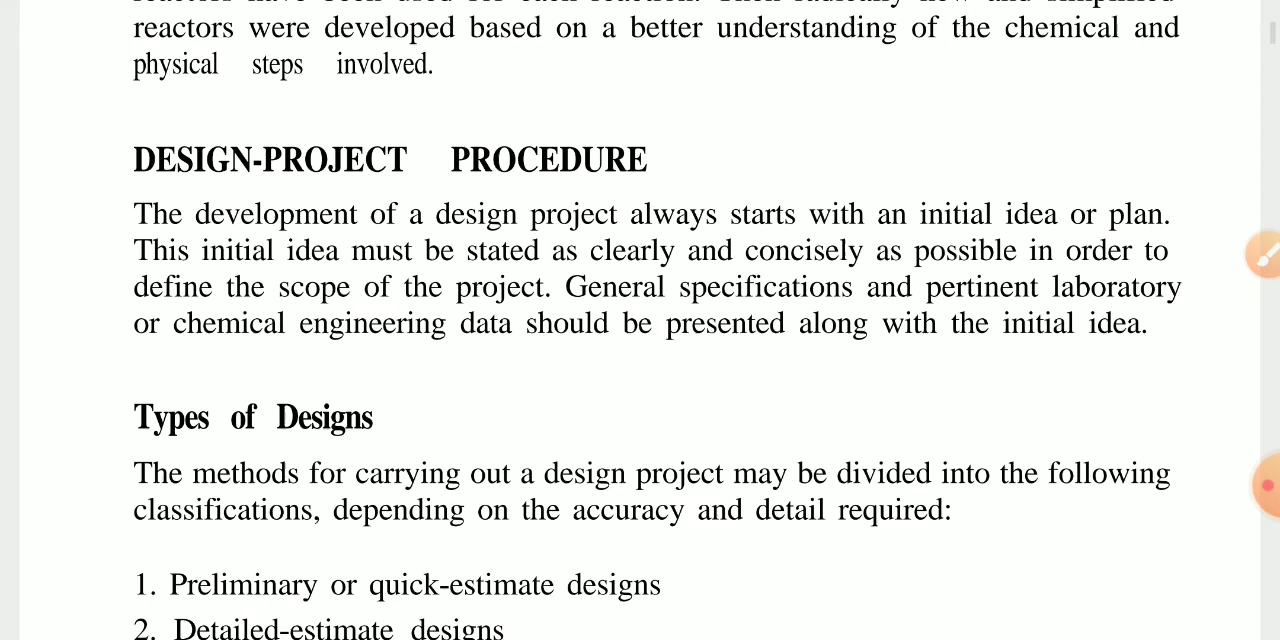 reactors were developed based on a better understanding of the chemical and
physical steps involved.
DESIGN-PROJECT PROCEDURE
The development of a design project always starts with an initial idea or plan.
This initial idea must be stated as clearly and concisely as possible in order to
define the scope of the project. General specifications and pertinent laboratory
or chemical engineering data should be presented along with the initial idea.
Types of Designs
The methods for carrying out a design project may be divided into the following
classifications, depending on the accuracy and detail required:
1. Preliminary or quick-estimate designs
2. Detailed-estimate designs